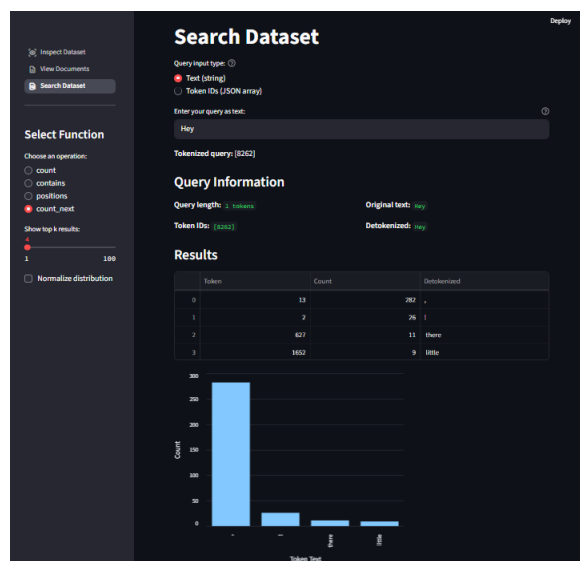 Deploy
Inspect Dataset
View Documents
Search Dataset
Select Function
Choose an operation:
count
contains
positions
count_next
Show top k results:
4
1 100
Normalize distribution
Search Dataset
Query input type:
Text (string)
Token IDs (JSON array)
Enter your query as text:
Hey
Tokenized query: [8262]
Query Information
Query length: 1 tokens Original text: Hey
Token IDs: [8262] Detokenized: Hey
Results
Token Count Detokenized
0 13 282 ,
1 2 26 !
2 627 11 there
3 1652 9 little
300
250
200
150
100
50
0
Count
, ! there little
Token Text